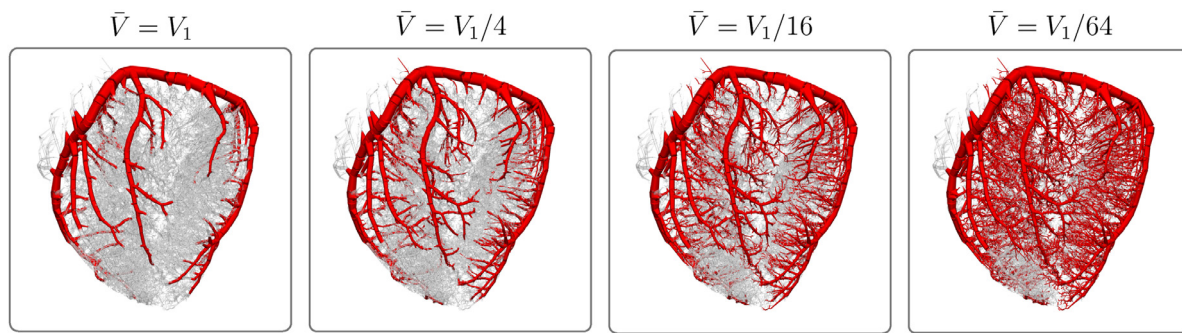 V̄ = V₁
V̄ = V₁/4
V̄ = V₁/16
V̄ = V₁/64